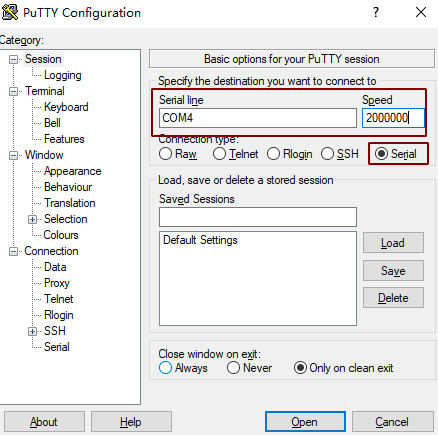 PuTTY Configuration
Category:
Session
Logging
Terminal
Keyboard
Bell
Features
Window
Appearance
Behaviour
Translation
Selection
Colours
Connection
Data
Proxy
Telnet
Rlogin
SSH
Serial
Basic options for your PuTTY session
Specify the destination you want to connect to
Serial line Speed
COM4 2000000
Connection type:
Raw Telnet Rlogin SSH Serial
Load, save or delete a stored session
Saved Sessions
Default Settings
Load
Save
Delete
Close window on exit:
Always Never Only on clean exit
About Help Open Cancel